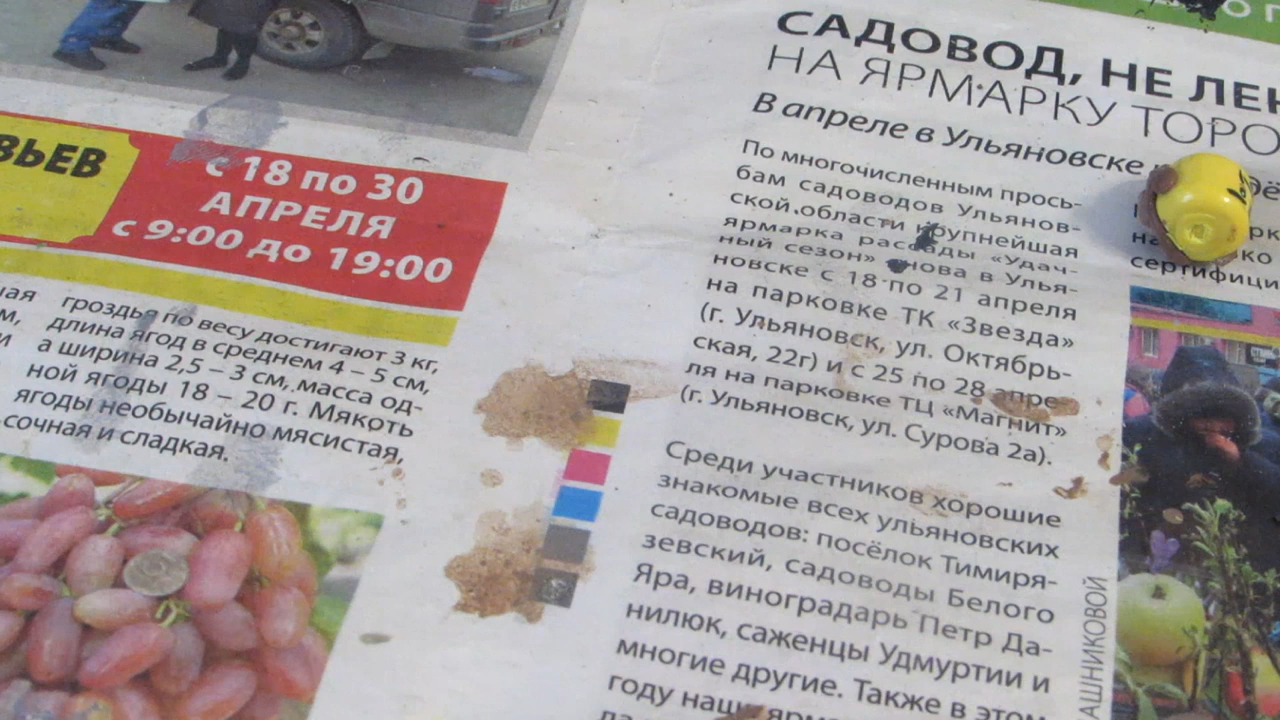 ВЬЕВ
с 18 по 30
АПРЕЛЯ
с 9:00 до 19:00
гроздья по весу достигают 3 кг,
длина ягод в среднем 4 – 5 см,
а ширина 2,5 – 3 см, масса од-
ной ягоды 18 – 20 г. Мякоть
ягоды необычайно мясистая,
сочная и сладкая.
САДОВОД, НЕ ЛЕН
НА ЯРМАРКУ ТОРО
В апреле в Ульяновске
По многочисленным прось-
бам садоводов Ульянов-
ской области крупнейшая
ярмарка рассады «Удач-
ный сезон» снова в Улья-
новске с 18 по 21 апреля
на парковке ТК «Звезда»
(г. Ульяновск, ул. Октябрь-
ская, 22г) и с 25 по 28 апре-
ля на парковке ТЦ «Магнит»
(г. Ульяновск, ул. Сурова 2а).
Среди участников хорошие
знакомые всех ульяновских
садоводов: посёлок Тимиря-
зевский, садоводы Белого
Яра, виноградарь Петр Да-
нилюк, саженцы Удмуртии и
многие другие. Также в этом
году
сертифици
АШНИКОВОЙ